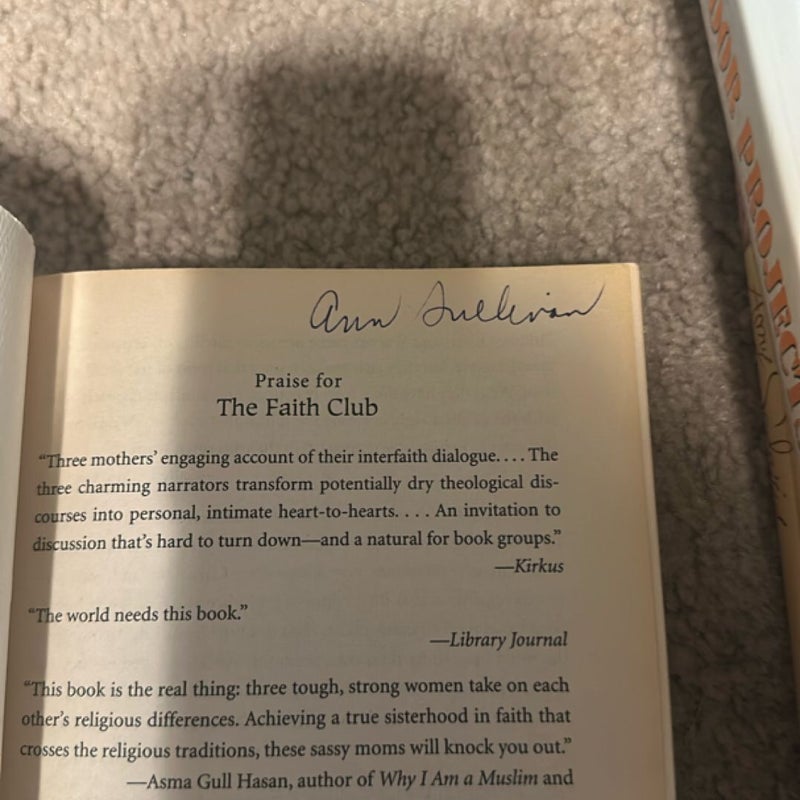 Ann Sullivan
Praise for
The Faith Club
“Three mothers’ engaging account of their interfaith dialogue. . . . The
three charming narrators transform potentially dry theological dis-
courses into personal, intimate heart-to-hearts. . . . An invitation to
discussion that’s hard to turn down—and a natural for book groups.”
—Kirkus
“The world needs this book.”
—Library Journal
“This book is the real thing: three tough, strong women take on each
other’s religious differences. Achieving a true sisterhood in faith that
crosses the religious traditions, these sassy moms will knock you out.”
—Asma Gull Hasan, author of Why I Am a Muslim and